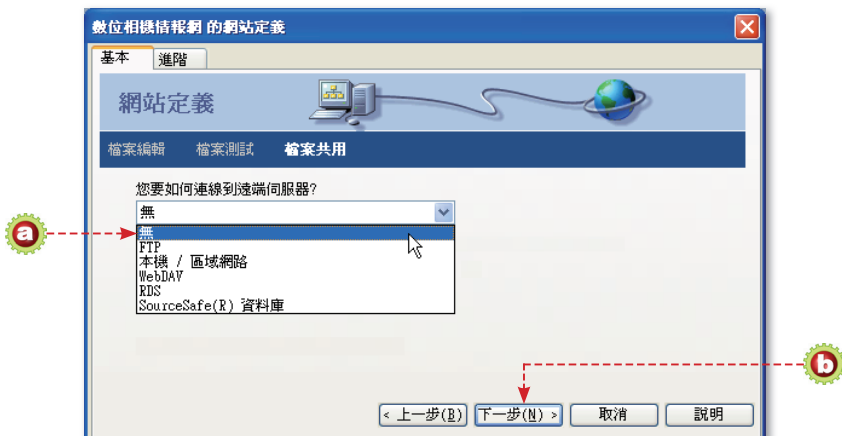 數位相機情報網 的網站定義
基本 進階
網站定義
檔案編輯 檔案測試 檔案共用
您要如何連線到遠端伺服器?
無
a
無
FTP
本機 / 區域網路
WebDAV
RDS
SourceSafe(R) 資料庫
b
< 上一步(B) 下一步(N) > 取消 說明